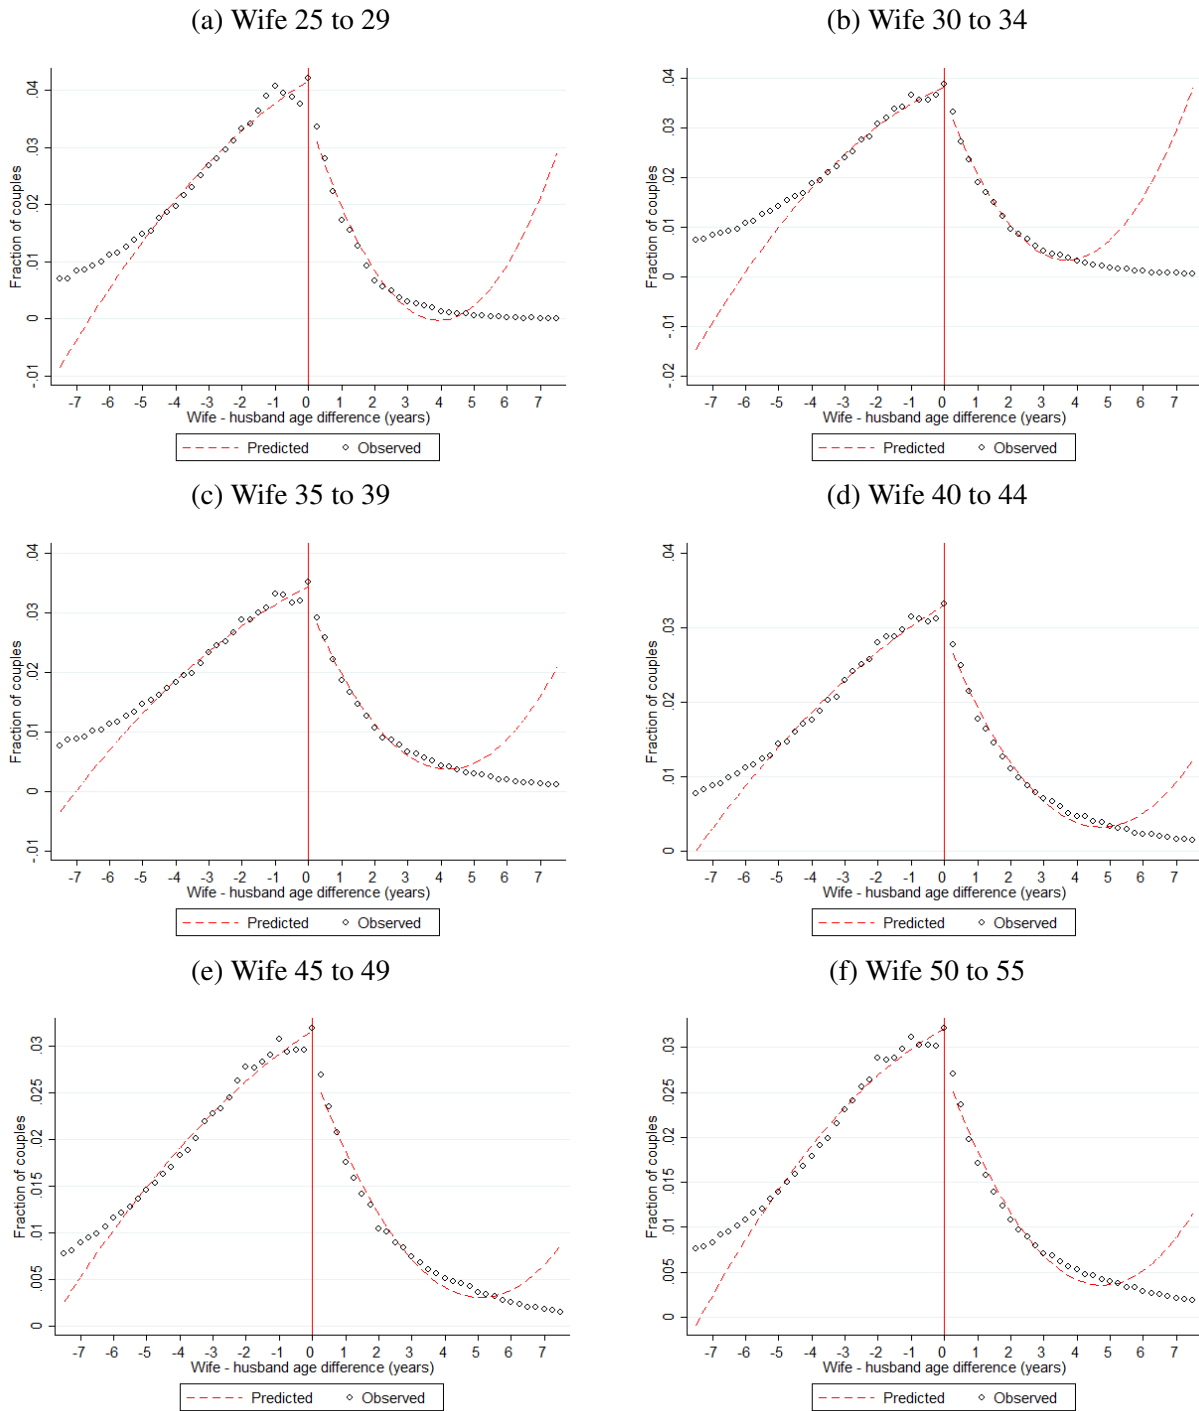 (a) Wife 25 to 29
Fraction of couples
.04
.03
.02
.01
0
-.01
-7 -6 -5 -4 -3 -2 -1 0 1 2 3 4 5 6 7
Wife - husband age difference (years)
Predicted Observed
(b) Wife 30 to 34
Fraction of couples
.04
.03
.02
.01
0
-.01
-.02
-7 -6 -5 -4 -3 -2 -1 0 1 2 3 4 5 6 7
Wife - husband age difference (years)
Predicted Observed
(c) Wife 35 to 39
Fraction of couples
.04
.03
.02
.01
0
-.01
-7 -6 -5 -4 -3 -2 -1 0 1 2 3 4 5 6 7
Wife - husband age difference (years)
Predicted Observed
(d) Wife 40 to 44
Fraction of couples
.04
.03
.02
.01
0
-7 -6 -5 -4 -3 -2 -1 0 1 2 3 4 5 6 7
Wife - husband age difference (years)
Predicted Observed
(e) Wife 45 to 49
Fraction of couples
.03
.025
.02
.015
.01
.005
0
-7 -6 -5 -4 -3 -2 -1 0 1 2 3 4 5 6 7
Wife - husband age difference (years)
Predicted Observed
(f) Wife 50 to 55
Fraction of couples
.03
.025
.02
.015
.01
.005
0
-7 -6 -5 -4 -3 -2 -1 0 1 2 3 4 5 6 7
Wife - husband age difference (years)
Predicted Observed